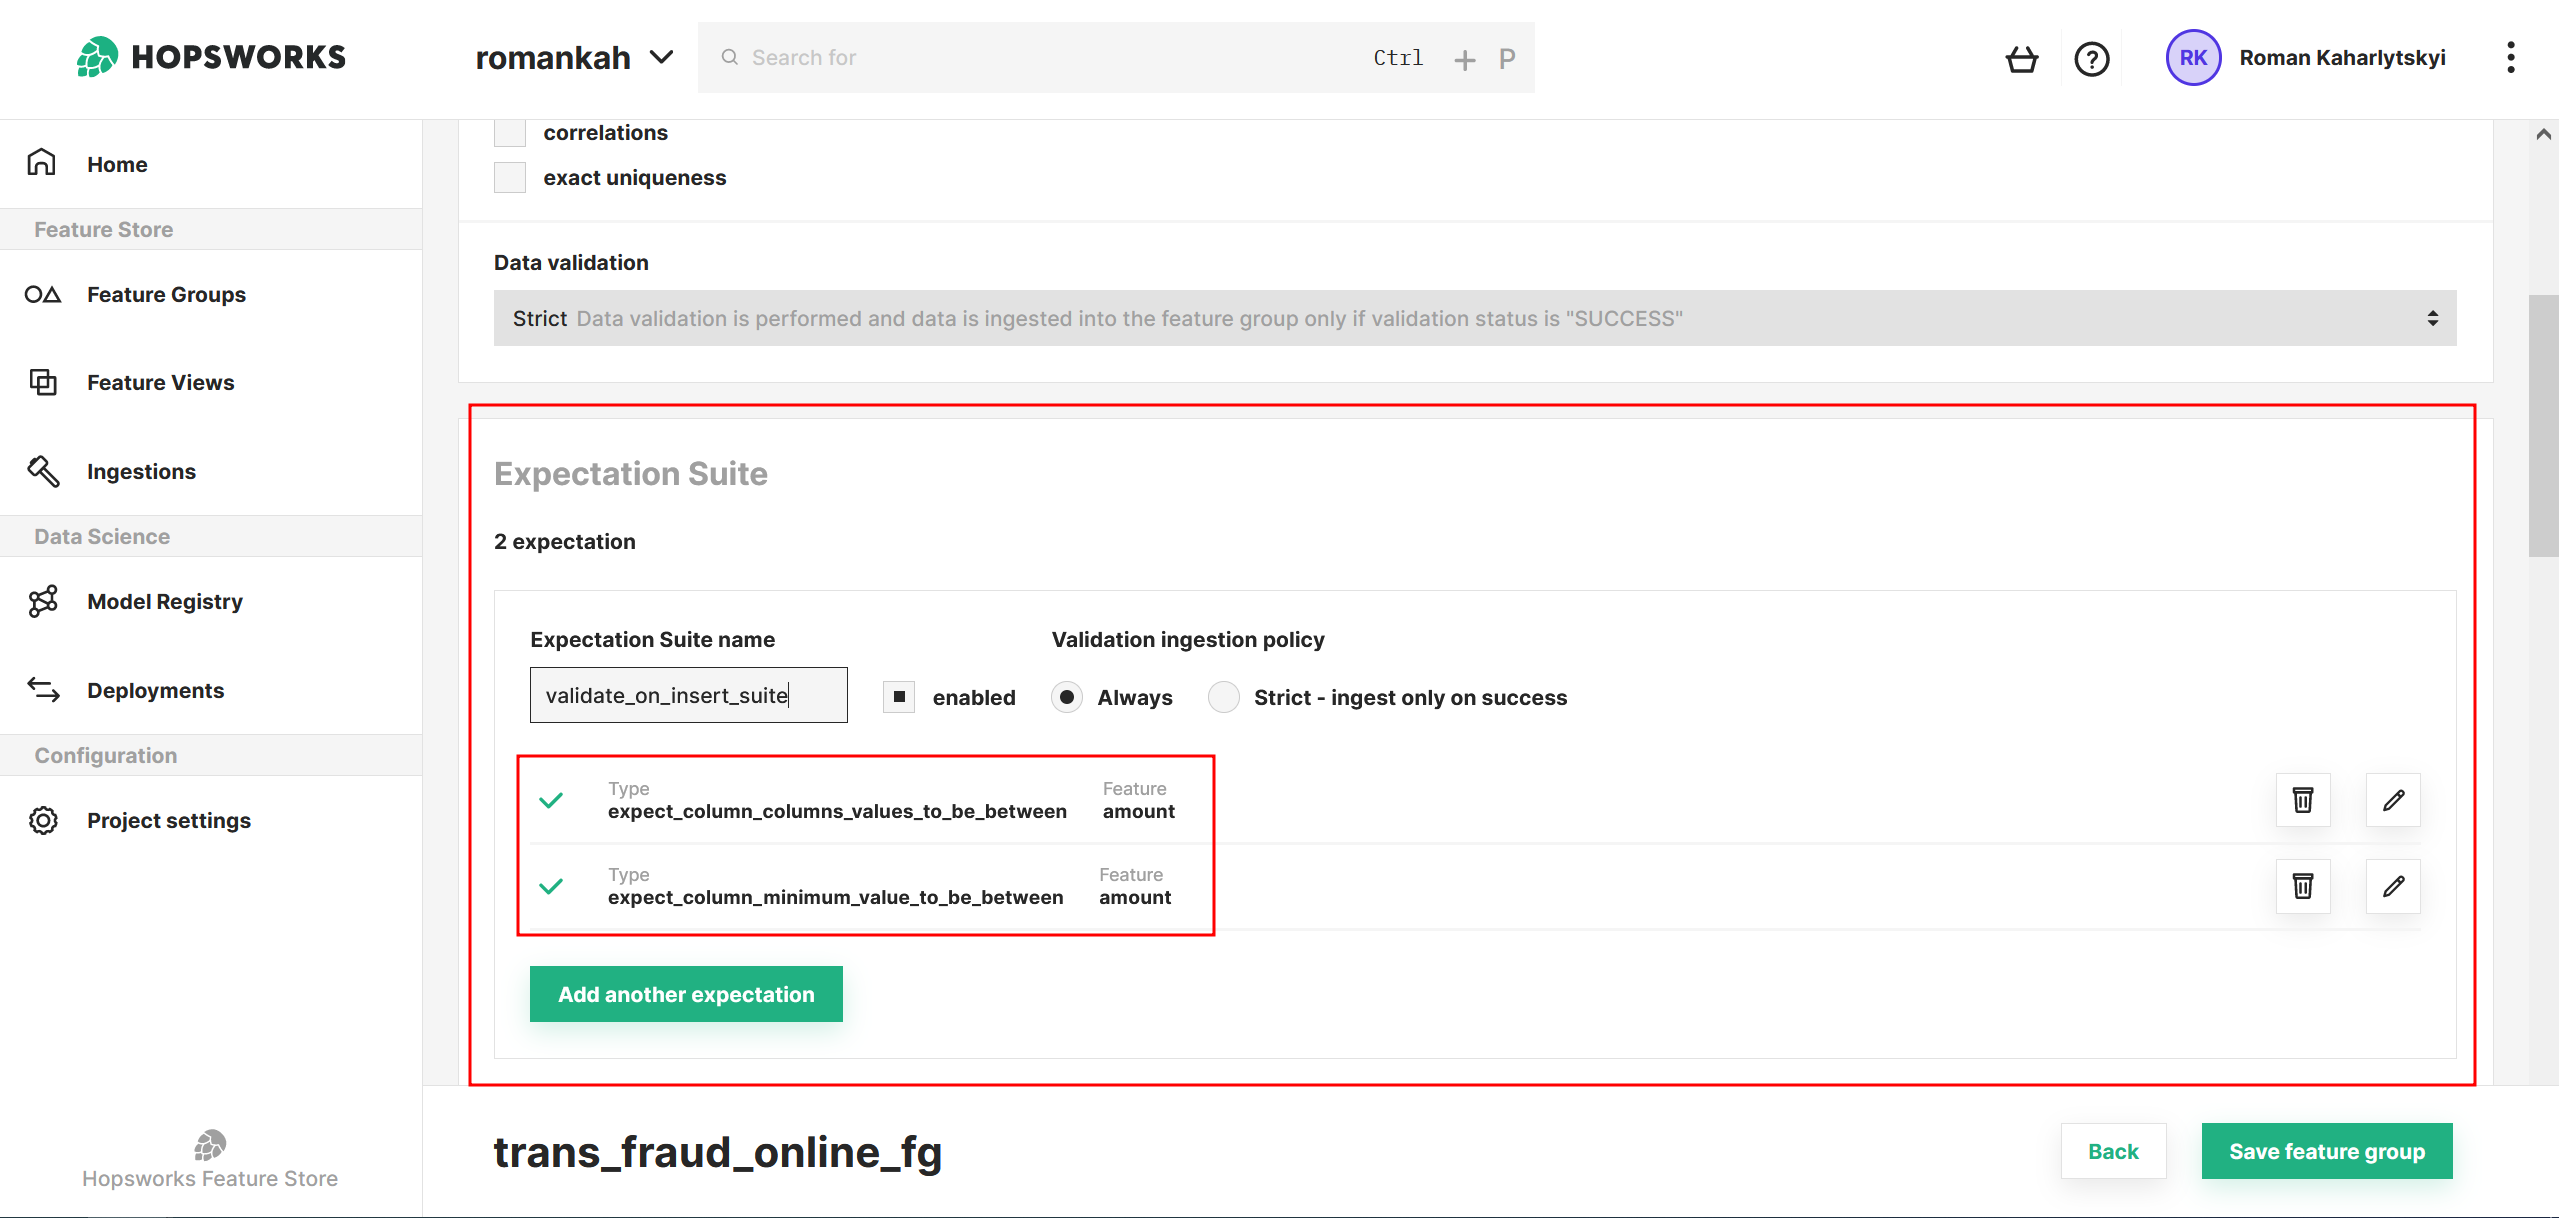 HOPSWORKS
romankah
Search for
Ctrl + P
RK
Roman Kaharlytskyi
Home
Feature Store
Feature Groups
Feature Views
Ingestions
Data Science
Model Registry
Deployments
Configuration
Project settings
Hopsworks Feature Store
correlations
exact uniqueness
Data validation
Strict Data validation is performed and data is ingested into the feature group only if validation status is "SUCCESS"
Expectation Suite
2 expectation
Expectation Suite name
Validation ingestion policy
validate_on_insert_suite
enabled
Always
Strict - ingest only on success
Type
Feature
expect_column_columns_values_to_be_between
amount
Type
Feature
expect_column_minimum_value_to_be_between
amount
Add another expectation
trans_fraud_online_fg
Back
Save feature group